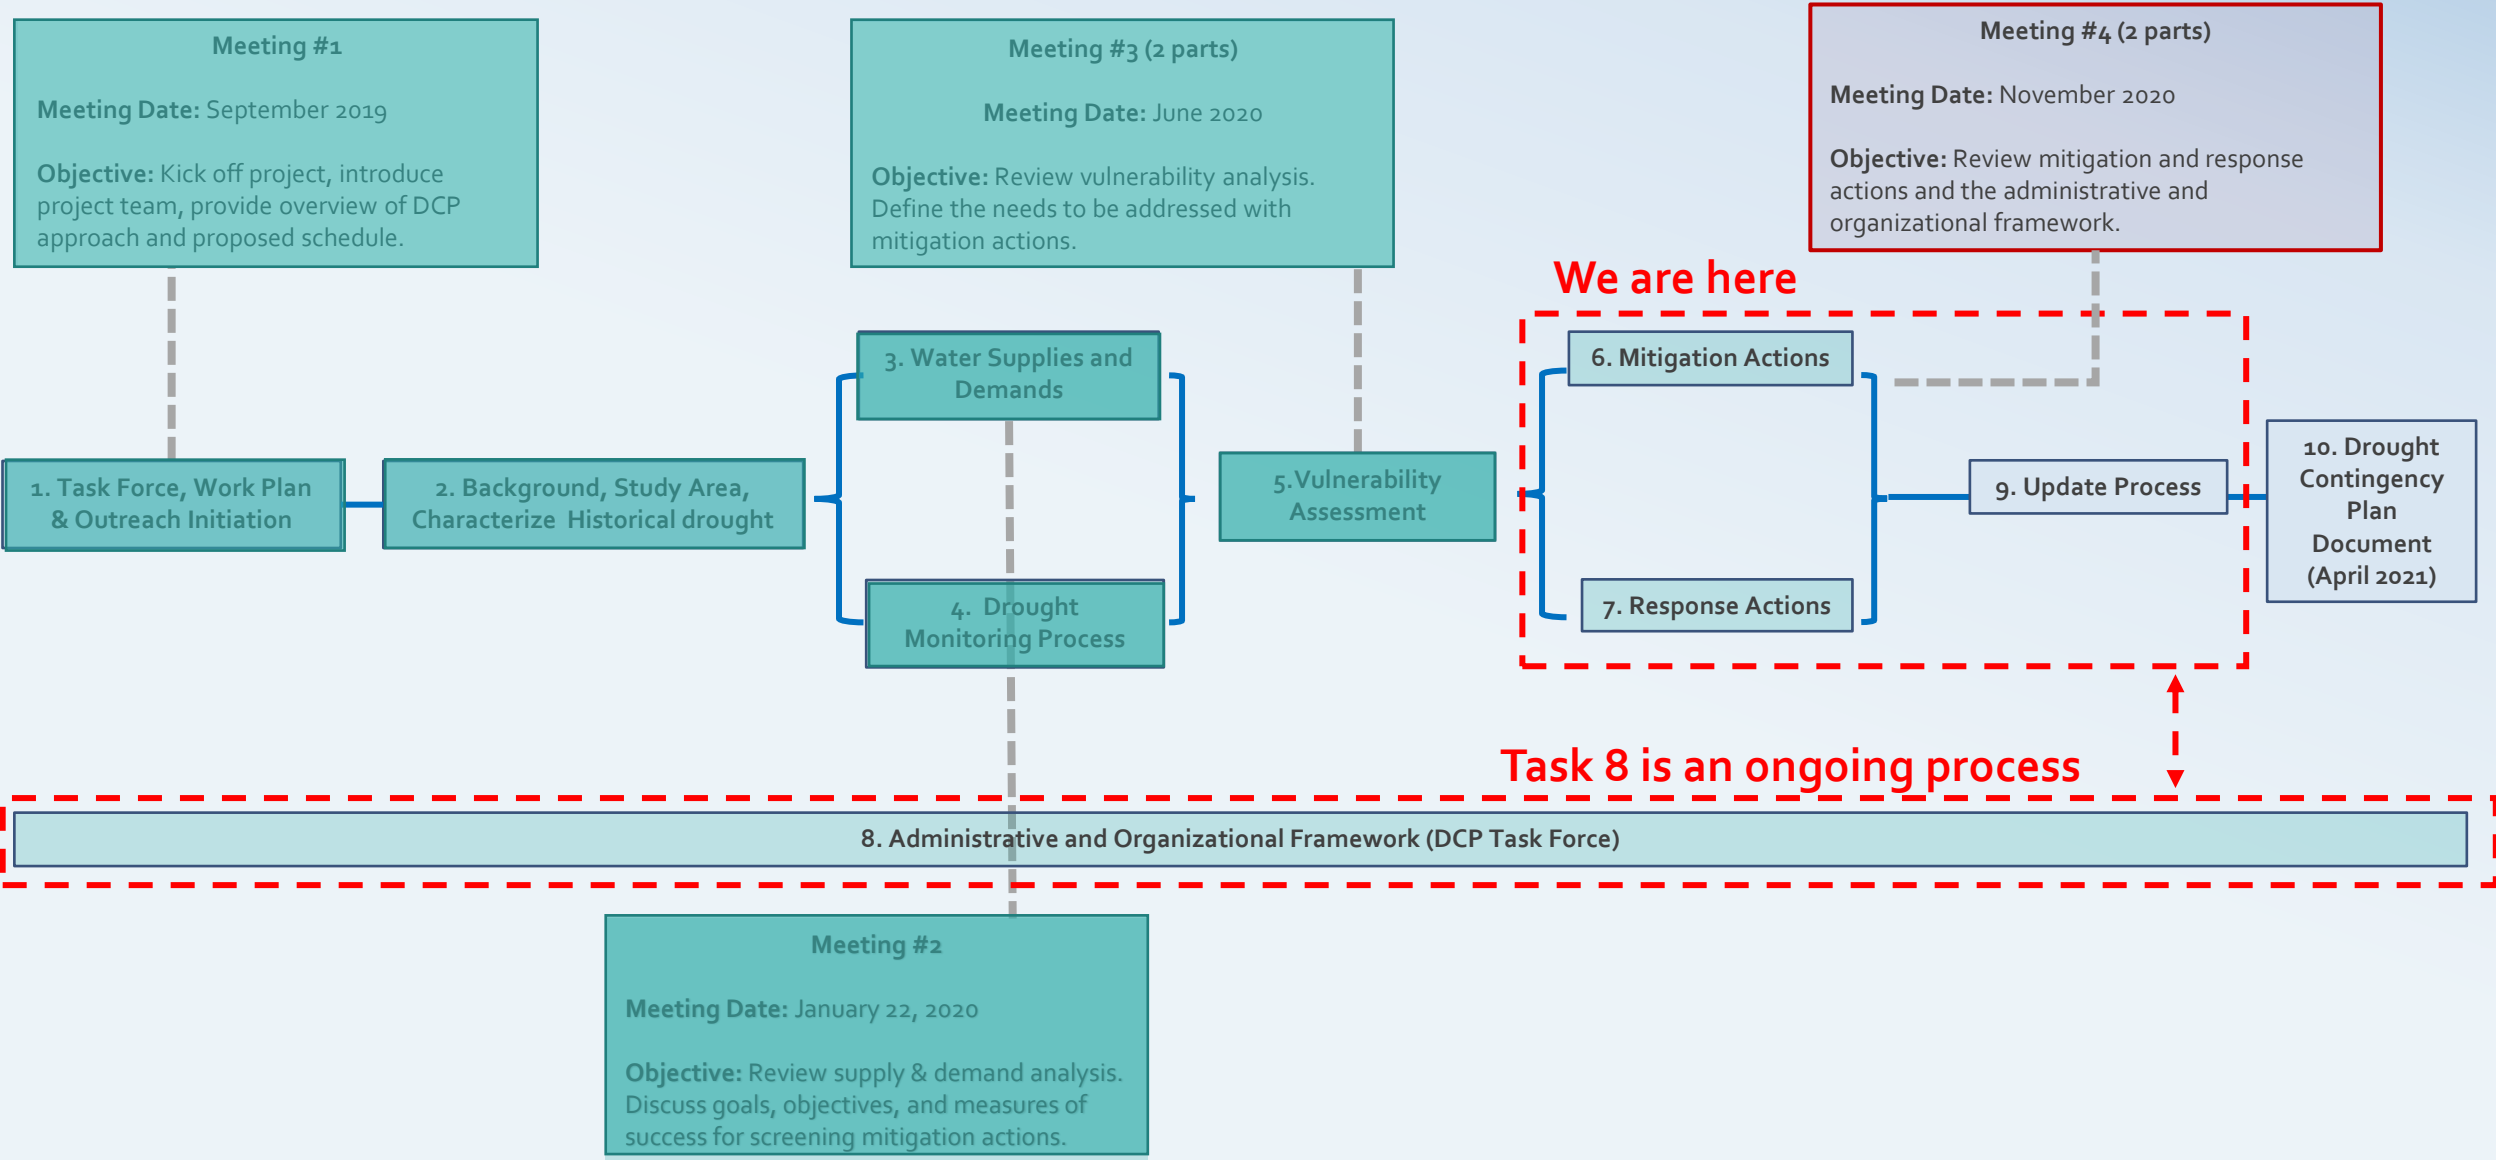 Meeting #1
Meeting Date: September 2019
Objective: Kick off project, introduce
project team, provide overview of DCP
approach and proposed schedule.
Meeting #3 (2 parts)
Meeting Date: June 2020
Objective: Review vulnerability analysis.
Define the needs to be addressed with
mitigation actions.
Meeting #4 (2 parts)
Meeting Date: November 2020
Objective: Review mitigation and response
actions and the administrative and
organizational framework.
We are here
1. Task Force, Work Plan
& Outreach Initiation
2. Background, Study Area,
Characterize  Historical drought
3. Water Supplies and
Demands
4.  Drought
Monitoring Process
5.Vulnerability
Assessment
6. Mitigation Actions
7. Response Actions
9. Update Process
10. Drought
Contingency
Plan
Document
(April 2021)
Task 8 is an ongoing process
8. Administrative and Organizational Framework (DCP Task Force)
Meeting #2
Meeting Date: January 22, 2020
Objective: Review supply & demand analysis.
Discuss goals, objectives, and measures of
success for screening mitigation actions.